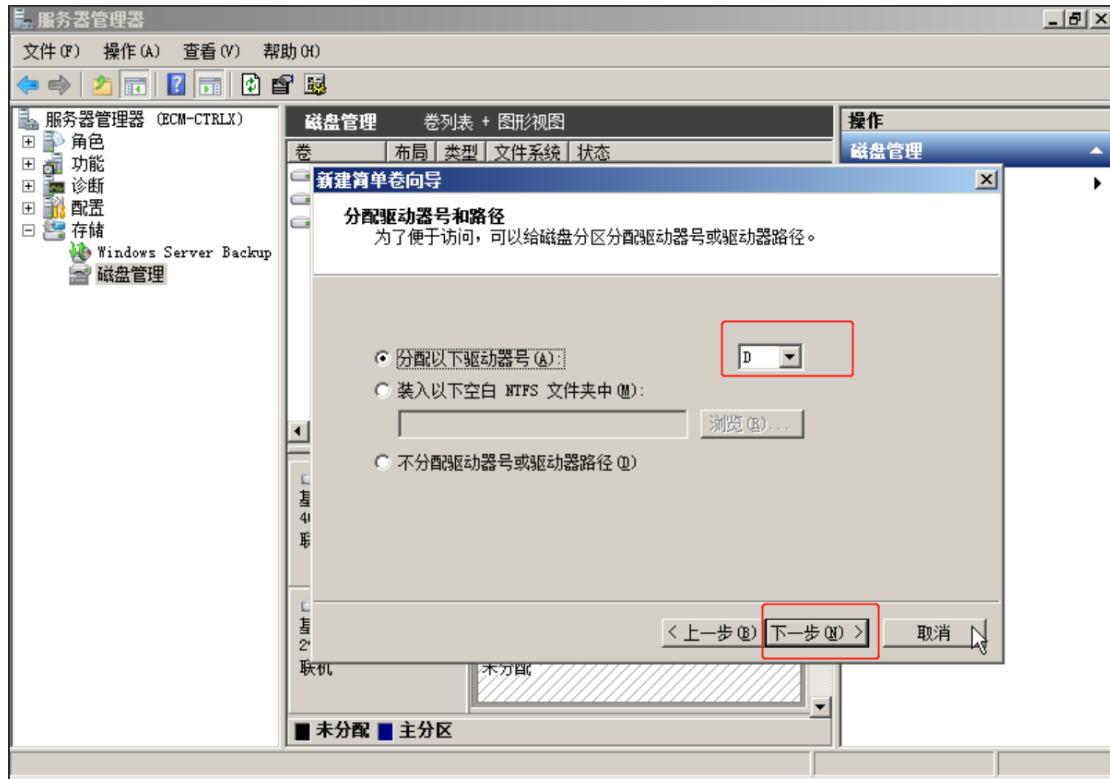 服务器管理器
文件(F) 操作(A) 查看(V) 帮助(H)
服务器管理器 (ECM-CTRLX)
角色
功能
诊断
配置
存储
Windows Server Backup
磁盘管理
磁盘管理 卷列表 + 图形视图
卷 布局 类型 文件系统 状态
操作
磁盘管理
新建简单卷向导
分配驱动器号和路径
为了便于访问，可以给磁盘分区分配驱动器号或驱动器路径。
分配以下驱动器号(A): D
装入以下空白 NTFS 文件夹中(M):
浏览(R)...
不分配驱动器号或驱动器路径(D)
< 上一步(B) 下一步(N) > 取消
基
基
联机
未分配
未分配 主分区